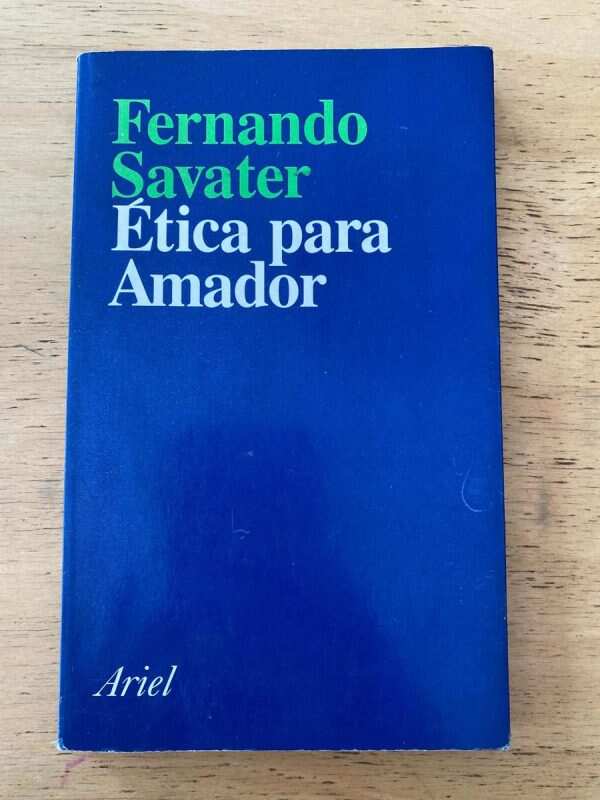 Fernando
Savater
Ética para
Amador
Ariel